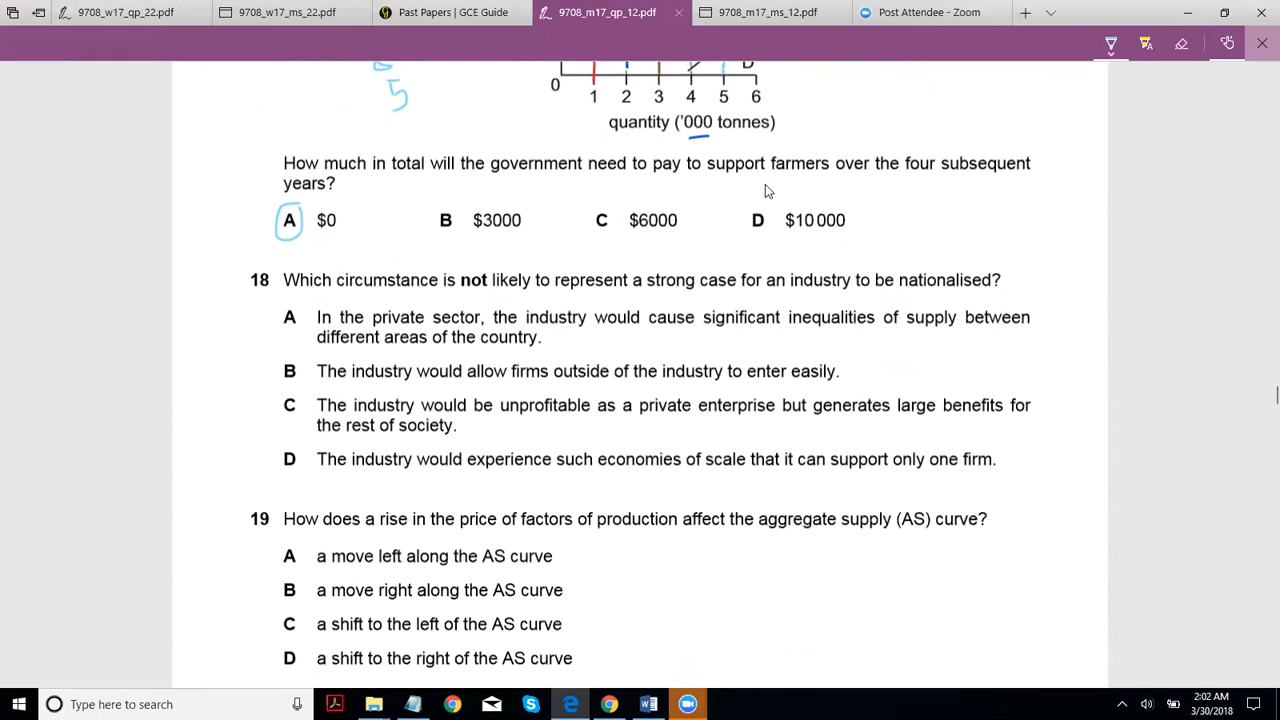 9708_w17_qp_22.pdf 9708_w17_ms_22.pdf Past Papers | GCE Guide 9708_m17_qp_12.pdf 9708_m17_ms_12.pdf Post Attendee - Zoom
5
0
1 2 3 4 5 6
quantity ('000 tonnes)
How much in total will the government need to pay to support farmers over the four subsequent
years?
A $0 B $3000 C $6000 D $10 000
18 Which circumstance is not likely to represent a strong case for an industry to be nationalised?
A In the private sector, the industry would cause significant inequalities of supply between
different areas of the country.
B The industry would allow firms outside of the industry to enter easily.
C The industry would be unprofitable as a private enterprise but generates large benefits for
the rest of society.
D The industry would experience such economies of scale that it can support only one firm.
19 How does a rise in the price of factors of production affect the aggregate supply (AS) curve?
A a move left along the AS curve
B a move right along the AS curve
C a shift to the left of the AS curve
D a shift to the right of the AS curve
Type here to search
2:02 AM
3/30/2018